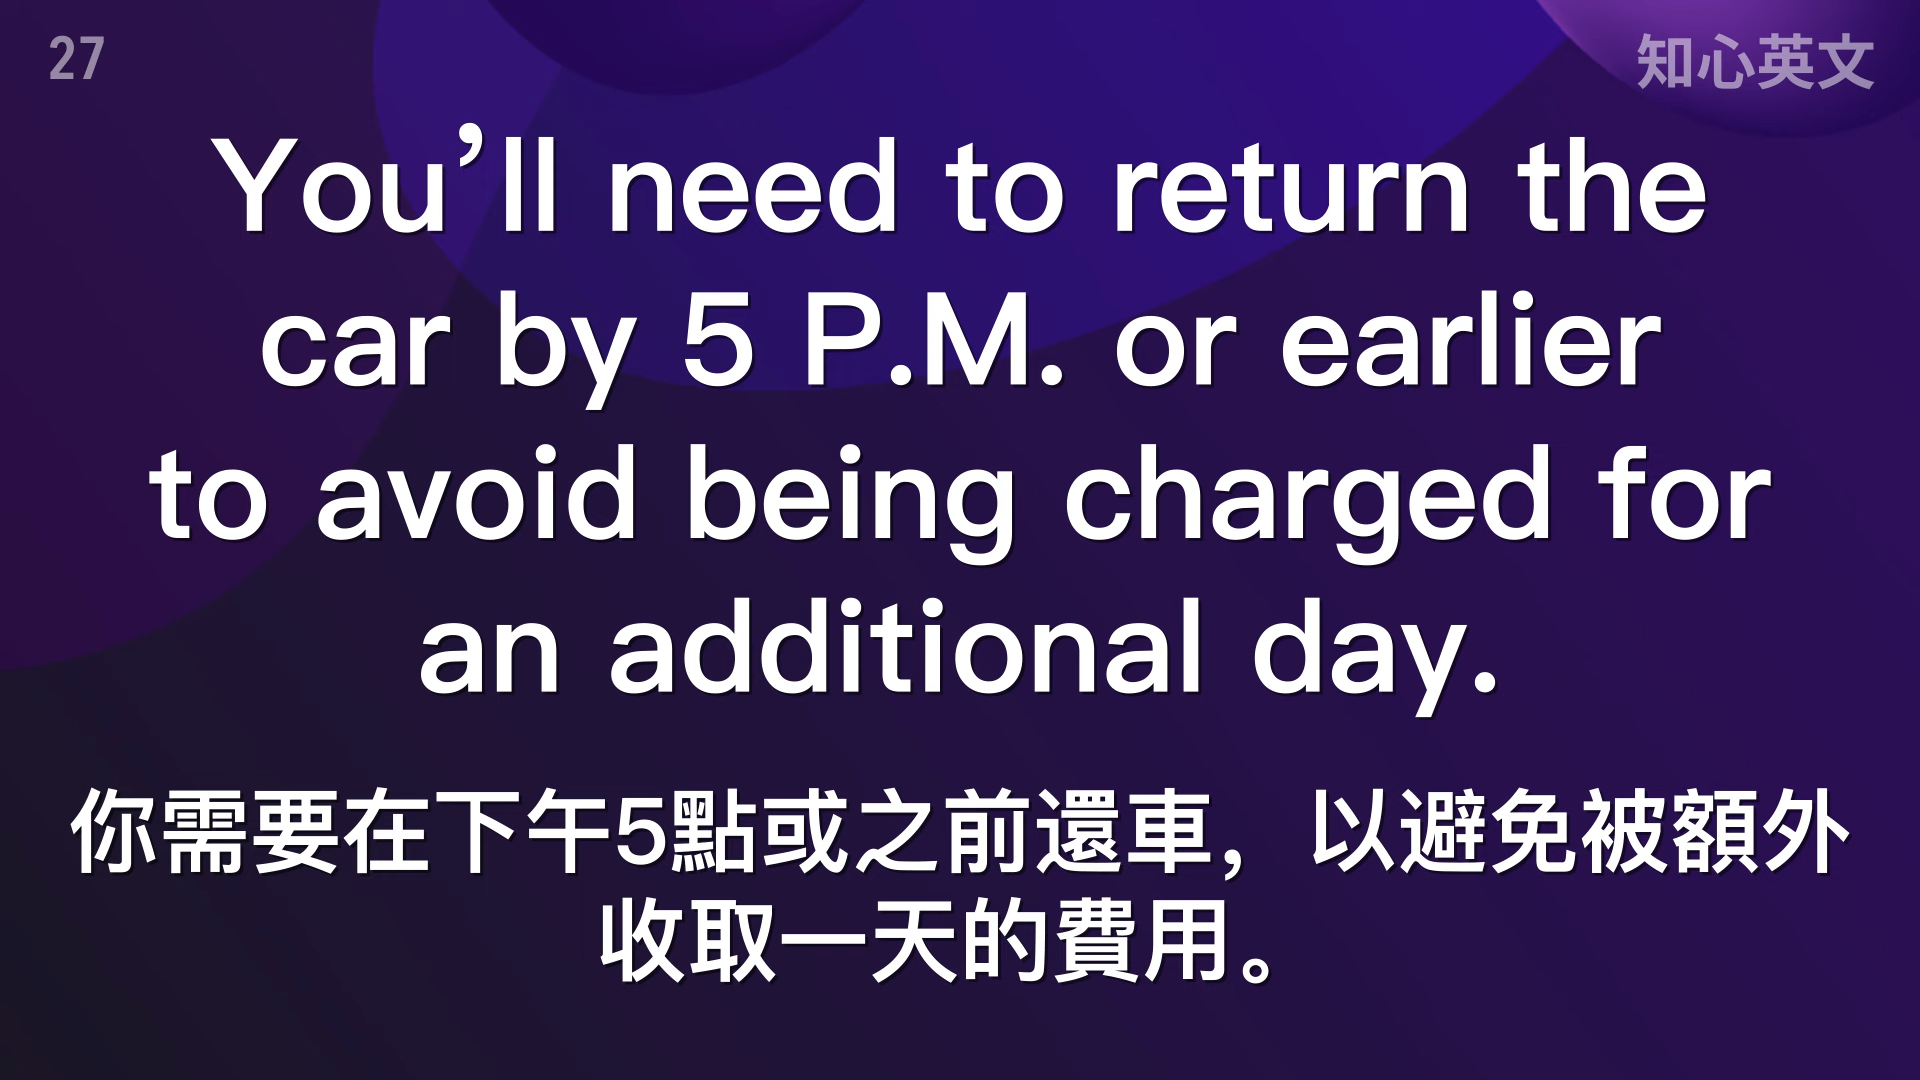 27
知心英文
You’ll need to return the
car by 5 P.M. or earlier
to avoid being charged for
an additional day.
你需要在下午5點或之前還車，以避免被額外
收取一天的費用。